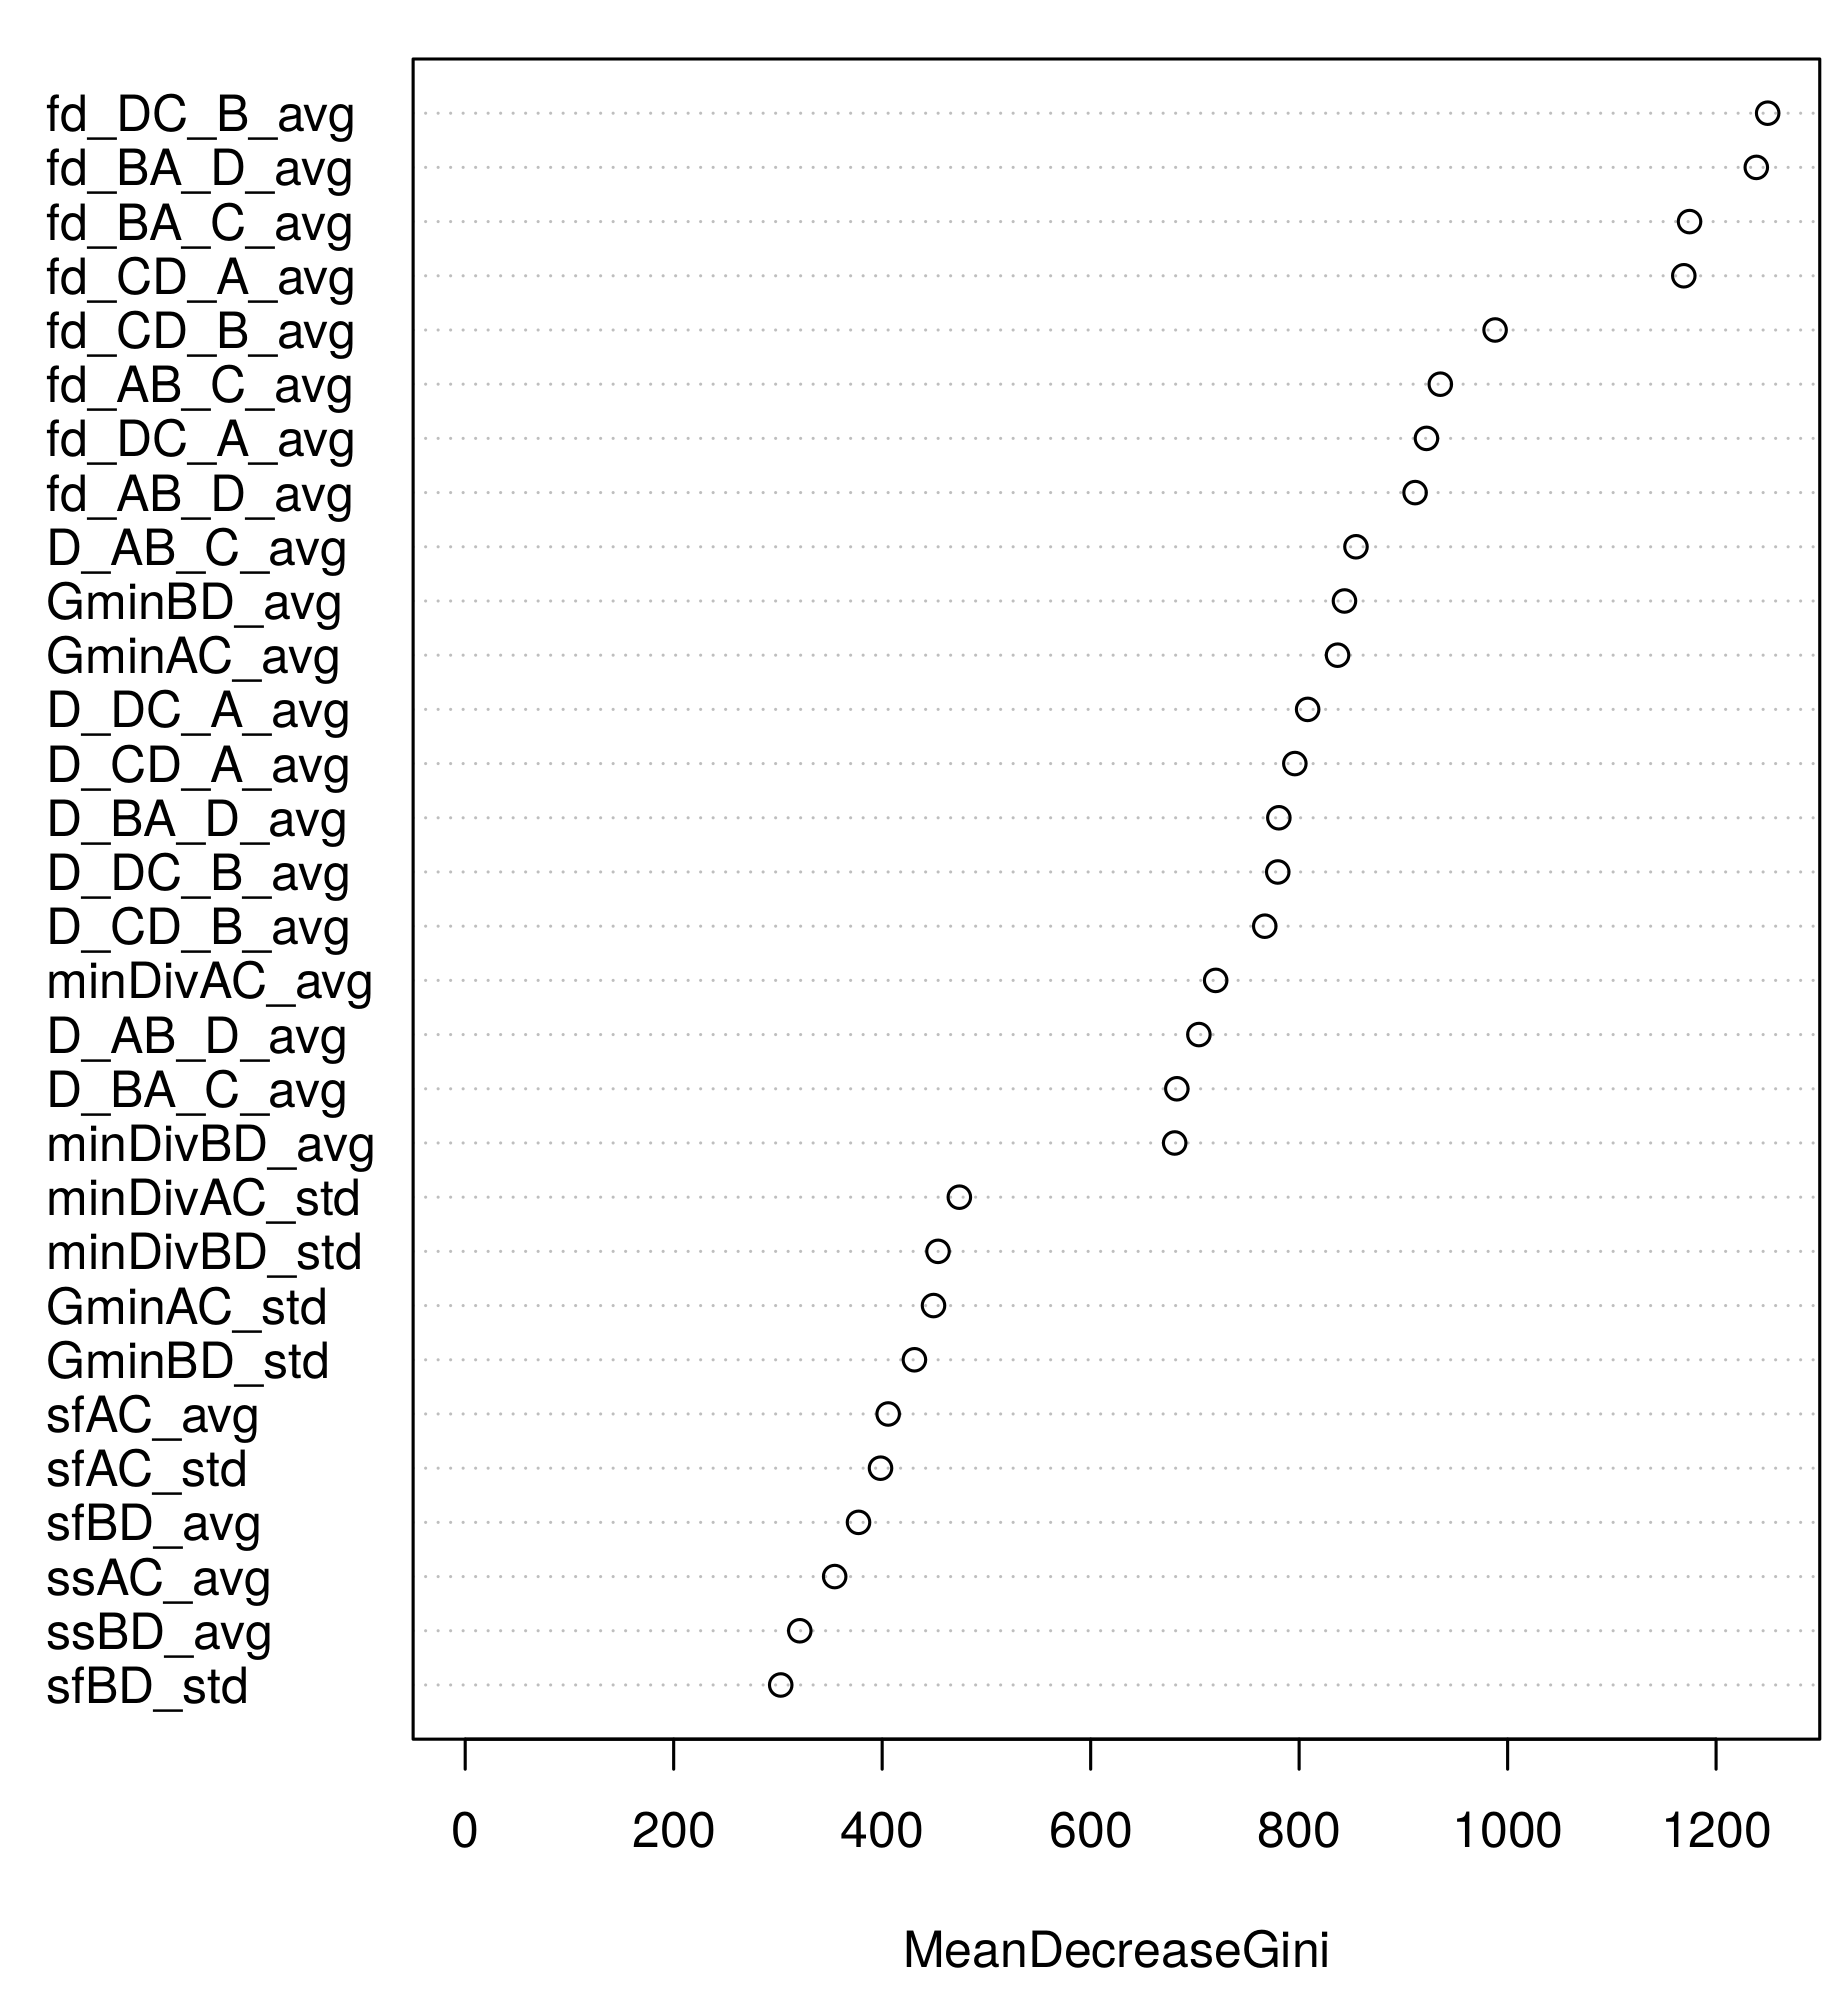 fd_DC_B_avg
fd_BA_D_avg
fd_BA_C_avg
fd_CD_A_avg
fd_CD_B_avg
fd_AB_C_avg
fd_DC_A_avg
fd_AB_D_avg
D_AB_C_avg
GminBD_avg
GminAC_avg
D_DC_A_avg
D_CD_A_avg
D_BA_D_avg
D_DC_B_avg
D_CD_B_avg
minDivAC_avg
D_AB_D_avg
D_BA_C_avg
minDivBD_avg
minDivAC_std
minDivBD_std
GminAC_std
GminBD_std
sfAC_avg
sfAC_std
sfBD_avg
ssAC_avg
ssBD_avg
sfBD_std
0 200 400 600 800 1000 1200
MeanDecreaseGini